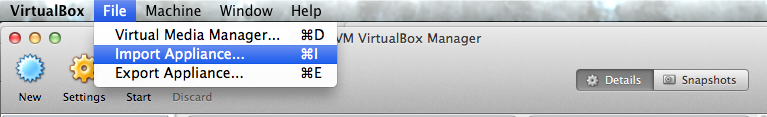 VirtualBox File Machine Window Help
Virtual Media Manager... ⌘D
VM VirtualBox Manager
Import Appliance... ⌘I
Export Appliance... ⌘E
Details Snapshots
New Settings Start Discard